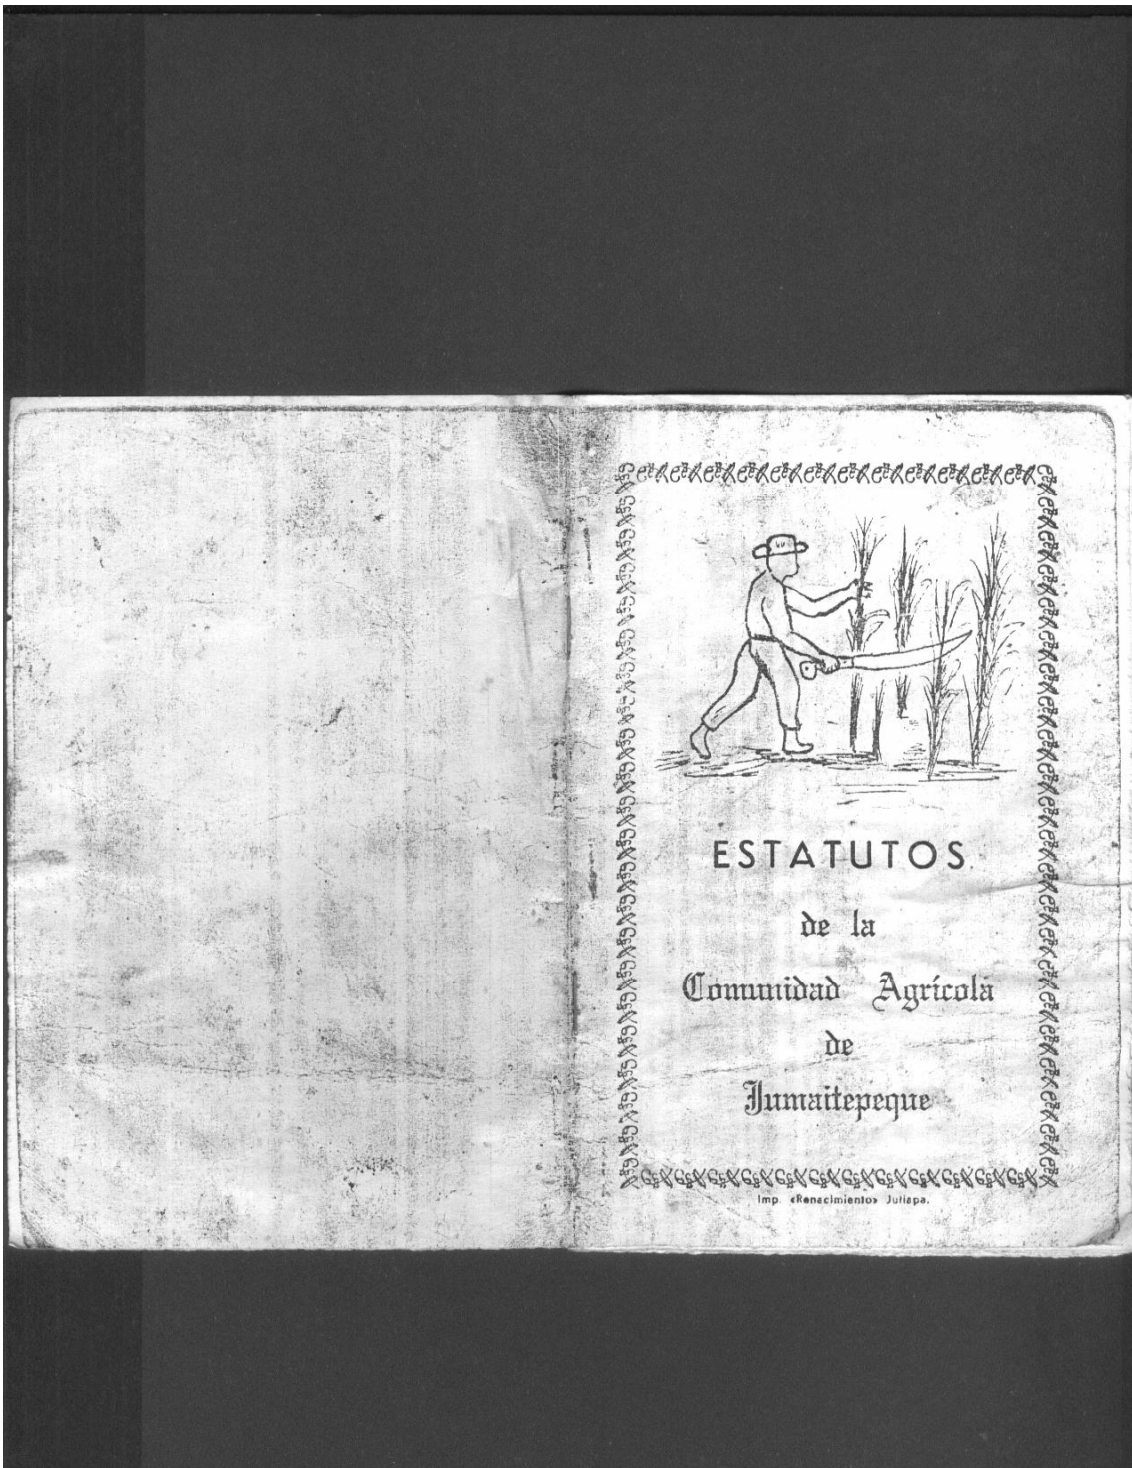 ESTATUTOS.
de la
Comunidad Agrícola
de
Jumaitepeque
Imp. «Renacimiento» Jutiapa.